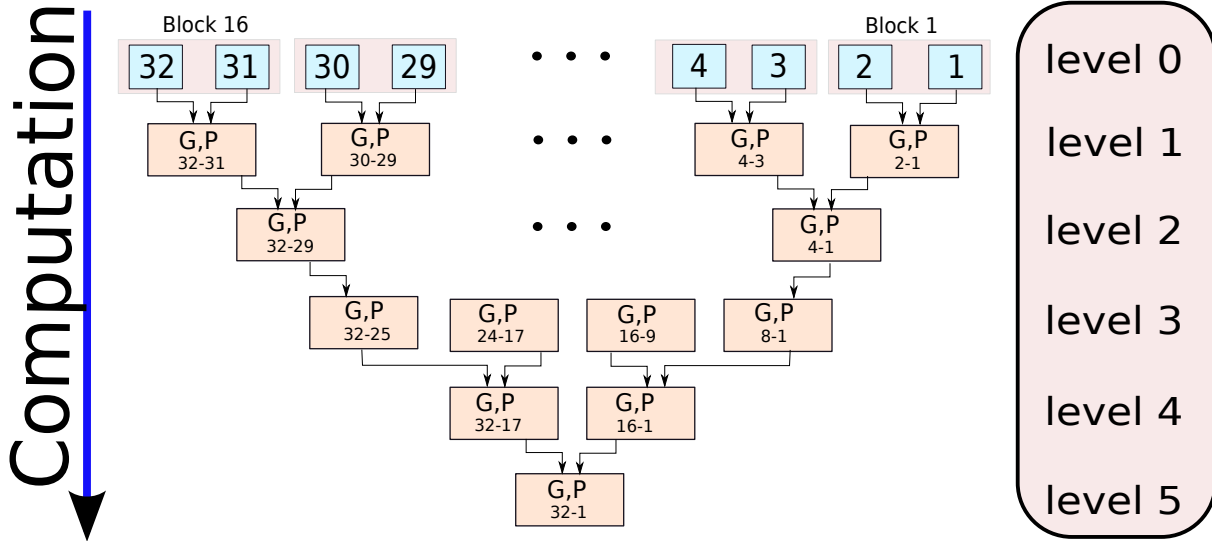 Computation
Block 16
Block 1
32 31 30 29 • • • 4 3 2 1
level 0
G,P G,P • • • G,P G,P
32-31 30-29 4-3 2-1
level 1
G,P • • • G,P
32-29 4-1
level 2
G,P G,P G,P G,P
32-25 24-17 16-9 8-1
level 3
G,P G,P
32-17 16-1
level 4
G,P
32-1
level 5